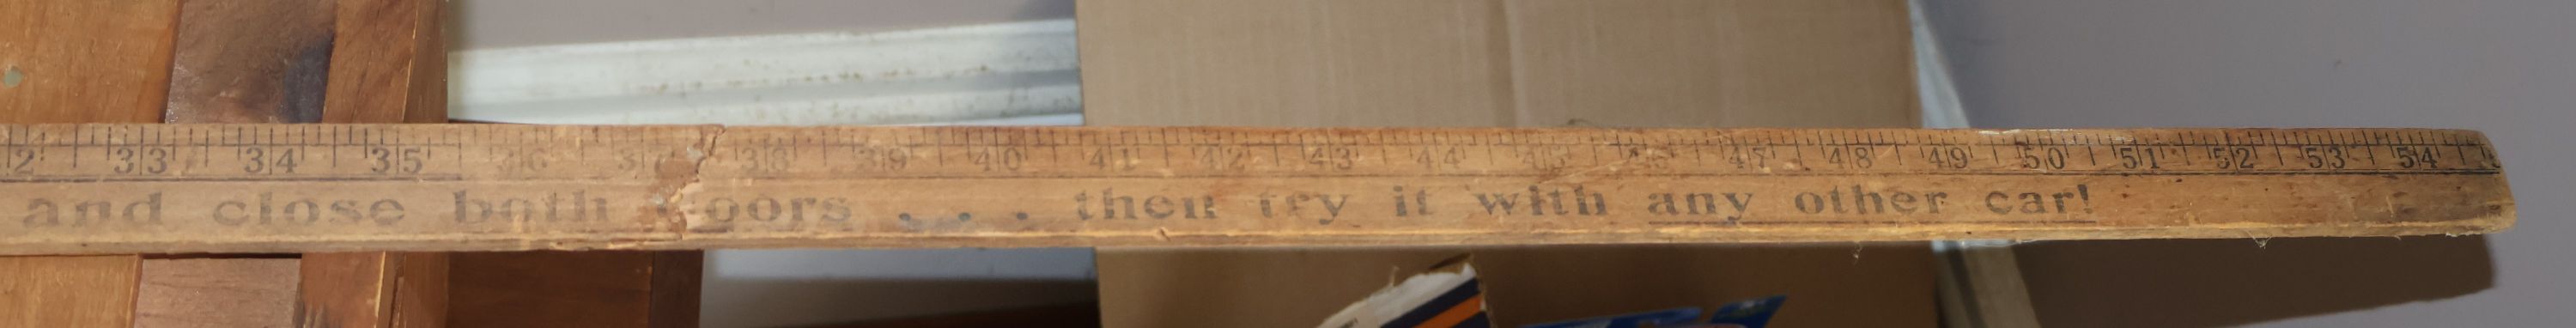 2 33 34 35 36 37 38 39 40 41 42 43 44 45 46 47 48 49 50 51 52 53 54
and close both doors . . . then try it with any other car!